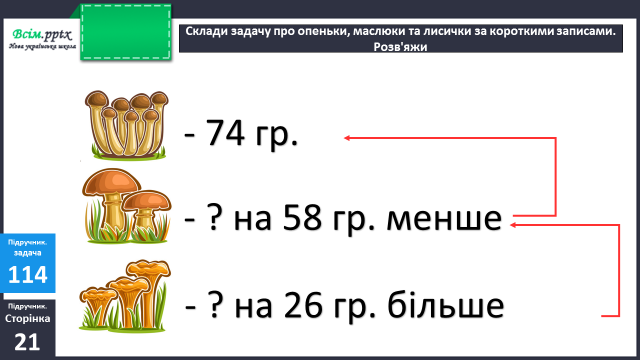 Всім.pptx
Нова українська школа
Склади задачу про опеньки, маслюки та лисички за короткими записами.
Розв'яжи
- 74 гр.
- ? на 58 гр. менше
- ? на 26 гр. більше
Підручник.
задача
114
Підручник.
Сторінка
21